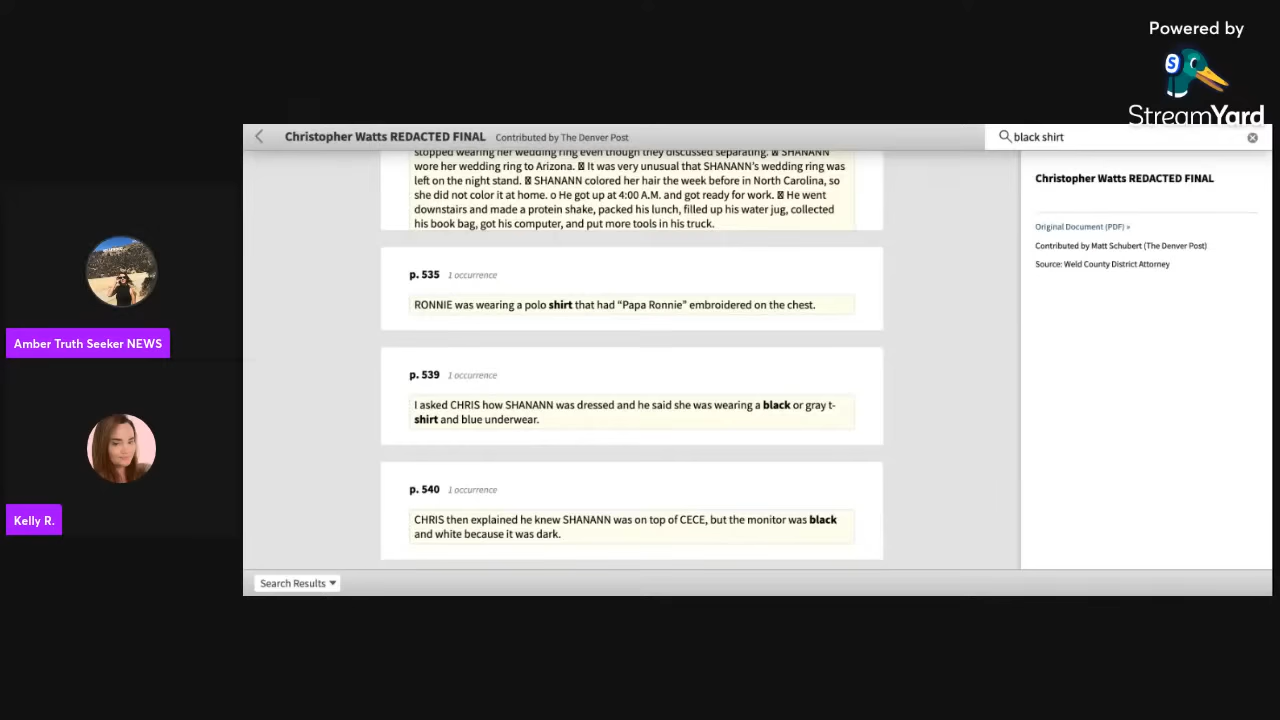 Powered by
StreamYard
Christopher Watts REDACTED FINAL Contributed by The Denver Post
black shirt
stopped wearing her wedding ring even though they discussed separating. SHANANN
wore her wedding ring to Arizona. It was very unusual that SHANANN's wedding ring was
left on the night stand. SHANANN colored her hair the week before in North Carolina, so
she did not color it at home. o He got up at 4:00 A.M. and got ready for work. He went
downstairs and made a protein shake, packed his lunch, filled up his water jug, collected
his book bag, got his computer, and put more tools in his truck.
p. 535 1 occurrence
RONNIE was wearing a polo shirt that had “Papa Ronnie” embroidered on the chest.
p. 539 1 occurrence
I asked CHRIS how SHANANN was dressed and he said she was wearing a black or gray t-
shirt and blue underwear.
p. 540 1 occurrence
CHRIS then explained he knew SHANANN was on top of CECE, but the monitor was black
and white because it was dark.
Search Results
Christopher Watts REDACTED FINAL
Original Document (PDF) »
Contributed by Matt Schubert (The Denver Post)
Source: Weld County District Attorney
Amber Truth Seeker NEWS
Kelly R.